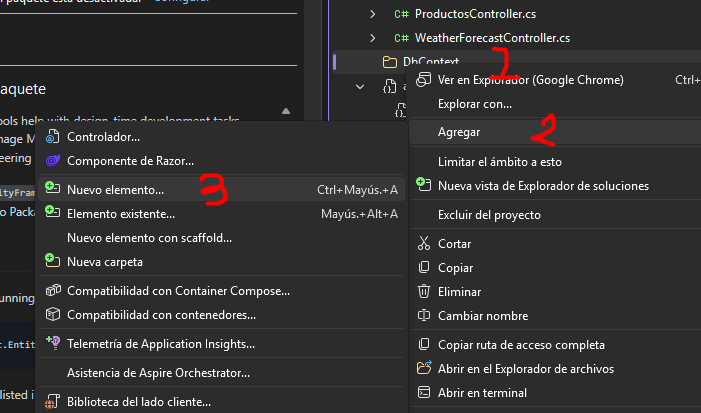 ProductosController.cs
WeatherForecastController.cs
DbContext
1
Ver en Explorador (Google Chrome) Ctrl+
Explorar con...
Agregar
2
Limitar el ámbito a esto
Nueva vista de Explorador de soluciones
Excluir del proyecto
Cortar
Copiar
Eliminar
Cambiar nombre
Copiar ruta de acceso completa
Abrir en el Explorador de archivos
Abrir en terminal
Controlador...
Componente de Razor...
Nuevo elemento... Ctrl+Mayús.+A
3
Elemento existente... Mayús.+Alt+A
Nuevo elemento con scaffold...
Nueva carpeta
Compatibilidad con Container Compose...
Compatibilidad con contenedores...
Telemetría de Application Insights...
Asistencia de Aspire Orchestrator...
Biblioteca del lado cliente...
aquete
ools help with design-time development tasks
nage M
eering
ityFram
o Packa
unning
t.Entit
listed i